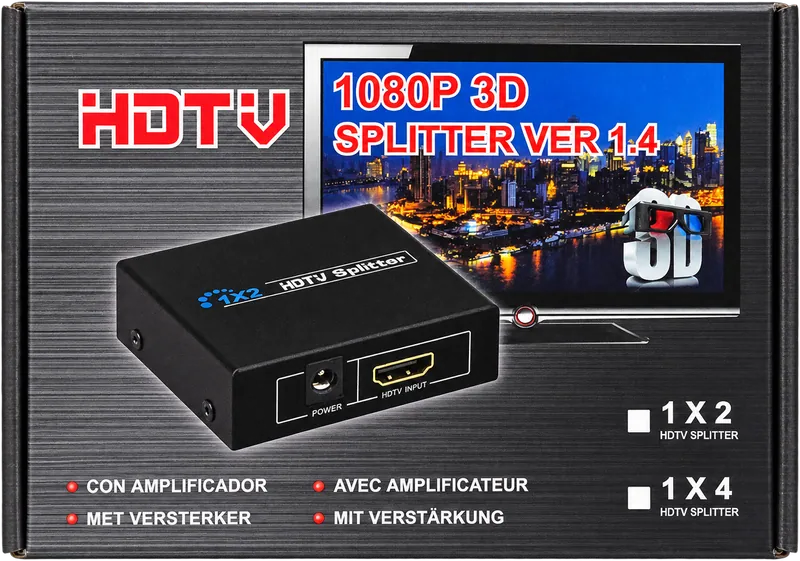 HDTV
1080P 3D
SPLITTER VER 1.4
3D
1X2 HDTV Splitter
POWER
HDTV INPUT
1 X 2
HDTV SPLITTER
1 X 4
HDTV SPLITTER
CON AMPLIFICADOR
AVEC AMPLIFICATEUR
MET VERSTERKER
MIT VERSTÄRKUNG